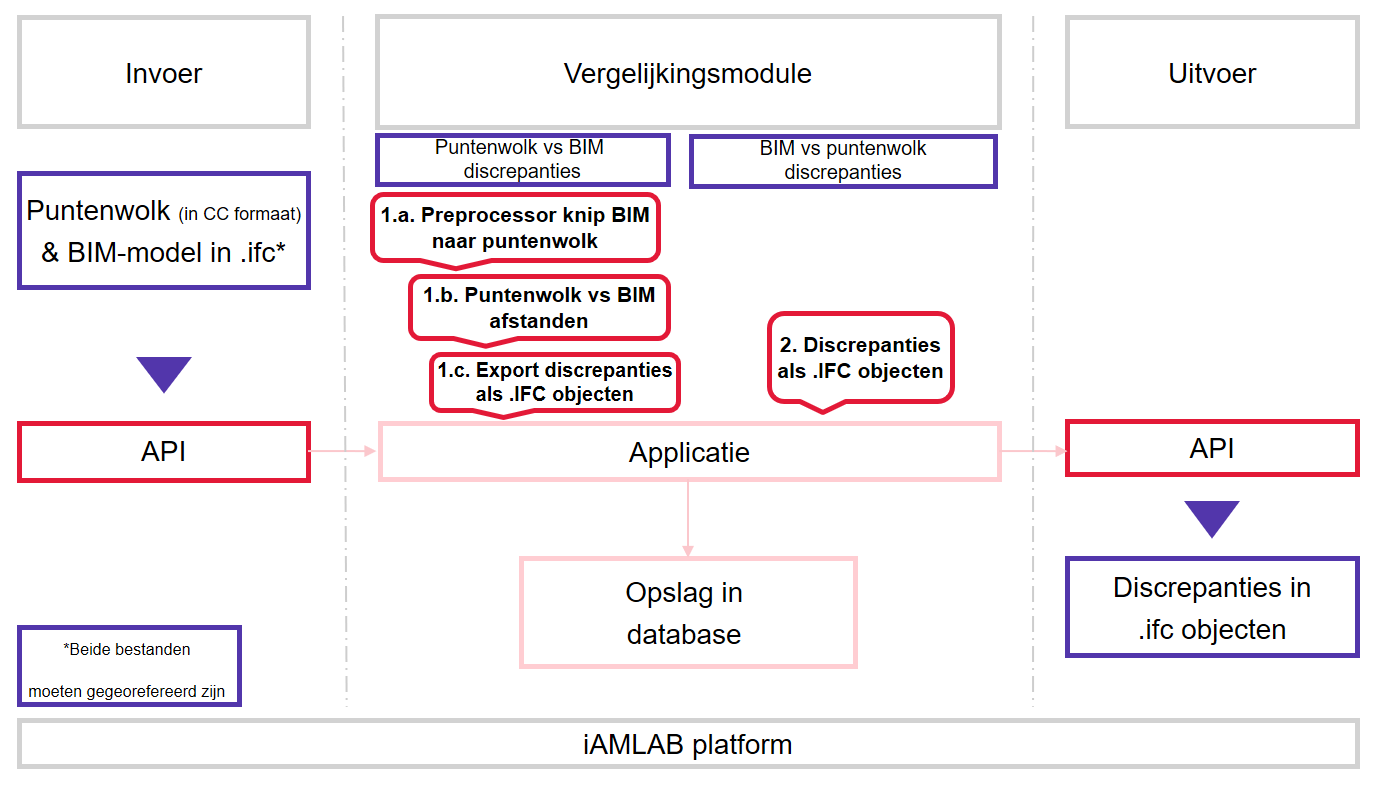 Invoer
Vergelijkingsmodule
Uitvoer
Puntenwolk vs BIM
discrepanties
BIM vs puntenwolk
discrepanties
Puntenwolk (in CC formaat)
& BIM-model in .ifc*
1.a. Preprocessor knip BIM
naar puntenwolk
1.b. Puntenwolk vs BIM
afstanden
1.c. Export discrepanties
als .IFC objecten
2. Discrepanties
als .IFC objecten
API
Applicatie
API
Opslag in
database
Discrepanties in
.ifc objecten
*Beide bestanden
moeten gegeorefereerd zijn
iAMLAB platform